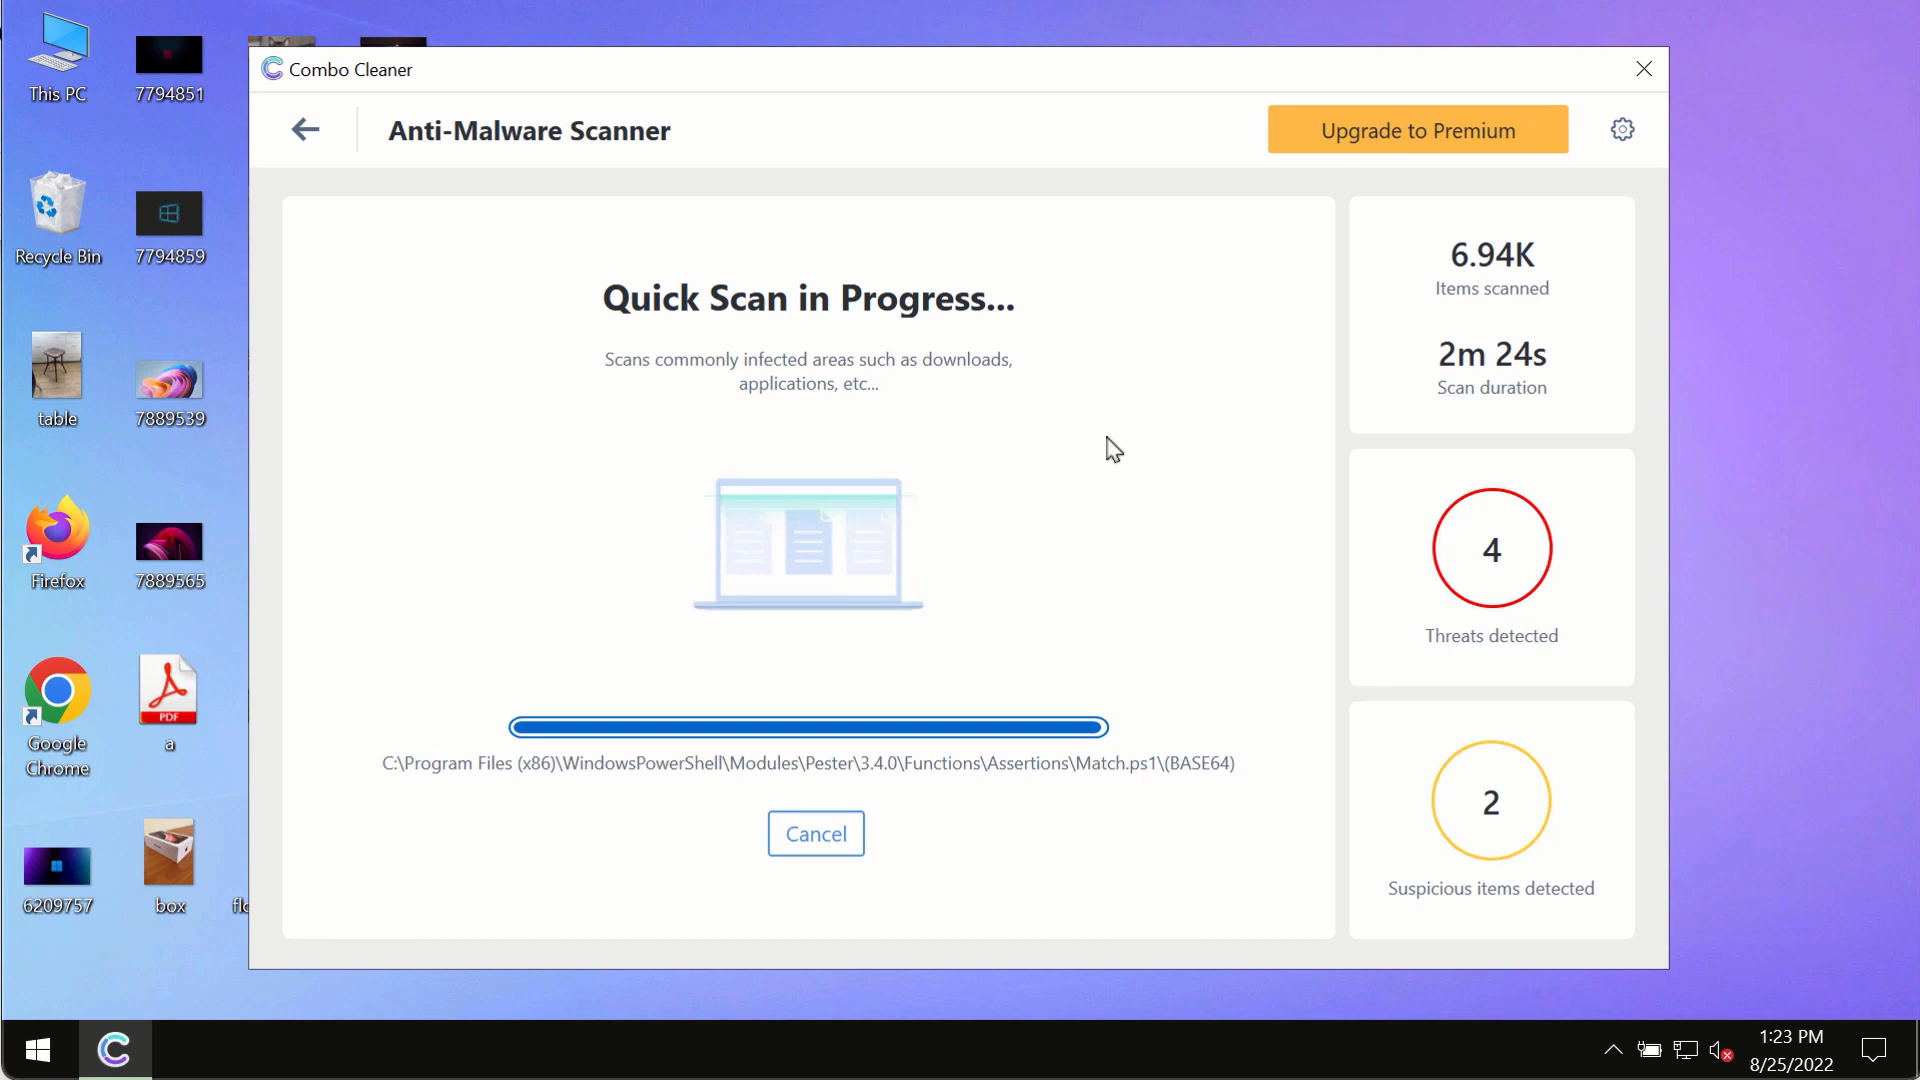 This PC
7794851
Recycle Bin
7794859
table
7889539
Firefox
7889565
Google
Chrome
PDF
a
6209757
box
Combo Cleaner
Anti-Malware Scanner
Upgrade to Premium
Quick Scan in Progress...
Scans commonly infected areas such as downloads,
applications, etc...
C:\Program Files (x86)\WindowsPowerShell\Modules\Pester\3.4.0\Functions\Assertions\Match.ps1\(BASE64)
Cancel
6.94K
Items scanned
2m 24s
Scan duration
4
Threats detected
2
Suspicious items detected
1:23 PM
8/25/2022